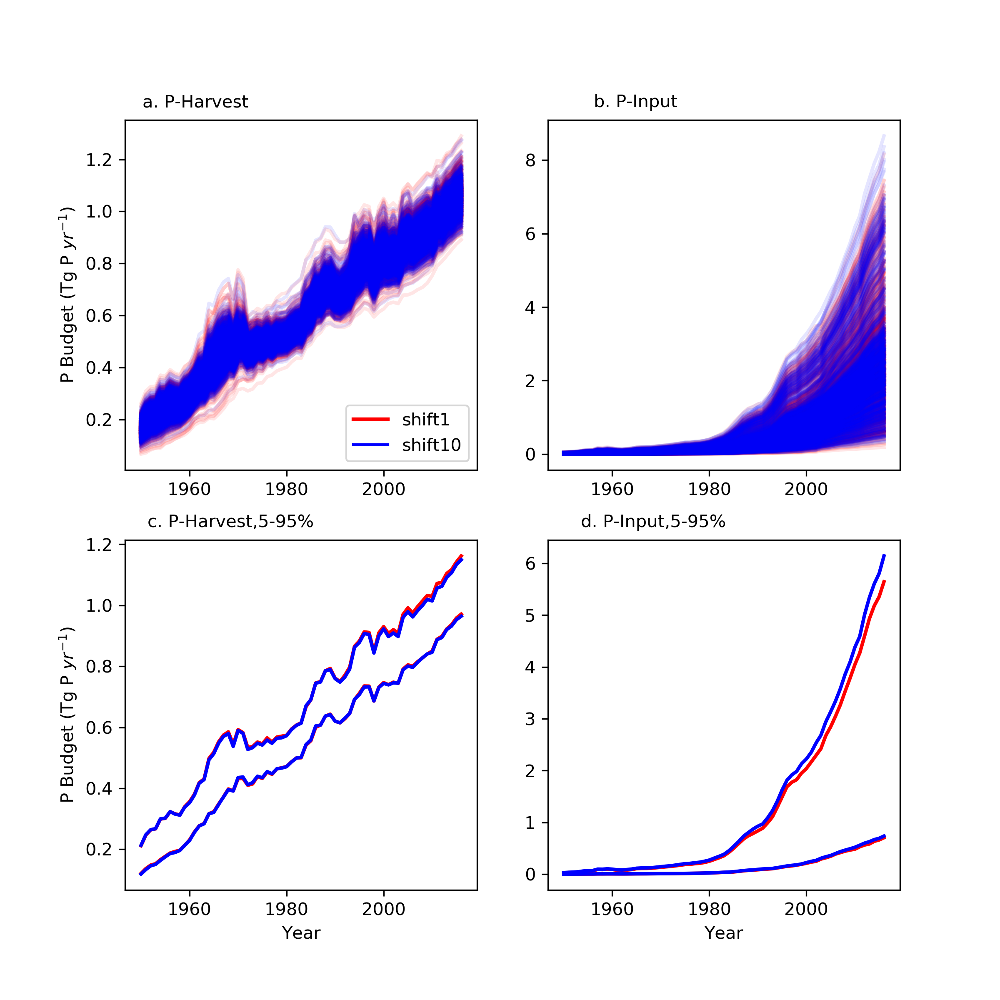 a. P-Harvest
b. P-Input
P Budget (Tg P yr⁻¹)
1.2
1.0
0.8
0.6
0.4
0.2
shift1
shift10
1960 1980 2000
8
6
4
2
0
1960 1980 2000
c. P-Harvest,5-95%
d. P-Input,5-95%
P Budget (Tg P yr⁻¹)
1.2
1.0
0.8
0.6
0.4
0.2
1960 1980 2000
Year
6
5
4
3
2
1
0
1960 1980 2000
Year